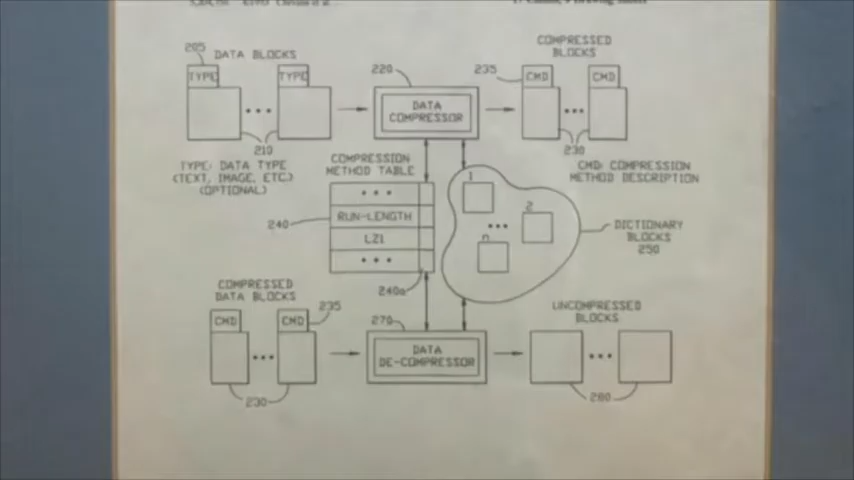 205
DATA BLOCKS
TYPE
TYPE
210
TYPE: DATA TYPE
(TEXT, IMAGE, ETC.)
(OPTIONAL)
220
DATA
COMPRESSOR
COMPRESSED
BLOCKS
235
CMD
CMD
230
CMD: COMPRESSION
METHOD DESCRIPTION
COMPRESSION
METHOD TABLE
• • •
RUN-LENGTH
LZ1
• • •
240
240a
1
2
n
DICTIONARY
BLOCKS
250
COMPRESSED
DATA BLOCKS
235
CMD
CMD
230
270
DATA
DE-COMPRESSOR
UNCOMPRESSED
BLOCKS
280